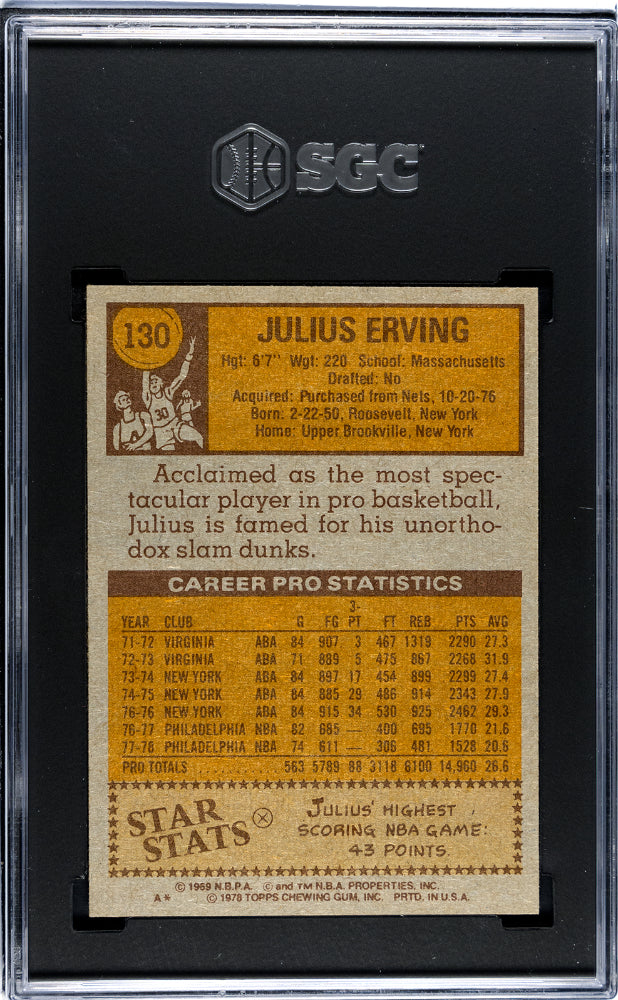 SGC
130
30
JULIUS ERVING
Hgt: 6'7" Wgt: 220 School: Massachusetts
Drafted: No
Acquired: Purchased from Nets, 10-20-76
Born: 2-22-50, Roosevelt, New York
Home: Upper Brookville, New York
Acclaimed as the most spec-
tacular player in pro basketball,
Julius is famed for his unortho-
dox slam dunks.
CAREER PRO STATISTICS
YEAR CLUB G FG 3-PT FT REB PTS AVG
71-72 VIRGINIA ABA 84 907 3 467 1319 2290 27.3
72-73 VIRGINIA ABA 71 889 5 475 867 2268 31.9
73-74 NEW YORK ABA 84 897 17 454 899 2299 27.4
74-75 NEW YORK ABA 84 885 29 486 914 2343 27.9
75-76 NEW YORK ABA 84 915 34 530 925 2462 29.3
76-77 PHILADELPHIA NBA 82 685 — 400 695 1770 21.6
77-78 PHILADELPHIA NBA 74 611 — 306 481 1528 20.6
PRO TOTALS .......... 563 5789 88 3118 6100 14,960 26.6
STAR
STATS
JULIUS' HIGHEST
SCORING NBA GAME:
43 POINTS.
© 1969 N.B.P.A. © and TM N.B.A. PROPERTIES, INC.
A* © 1978 TOPPS CHEWING GUM, INC. PRTD. IN U.S.A.